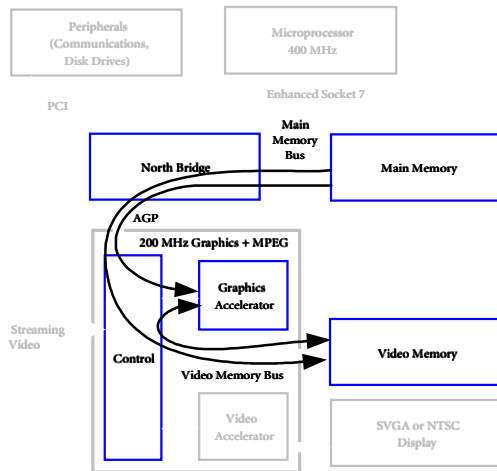 Peripherals
(Communications,
Disk Drives)
Microprocessor
400 MHz
Enhanced Socket 7
PCI
Main
Memory
Bus
North Bridge
Main Memory
AGP
200 MHz Graphics + MPEG
Graphics
Accelerator
Streaming
Video
Control
Video Memory
Video Memory Bus
Video
Accelerator
SVGA or NTSC
Display